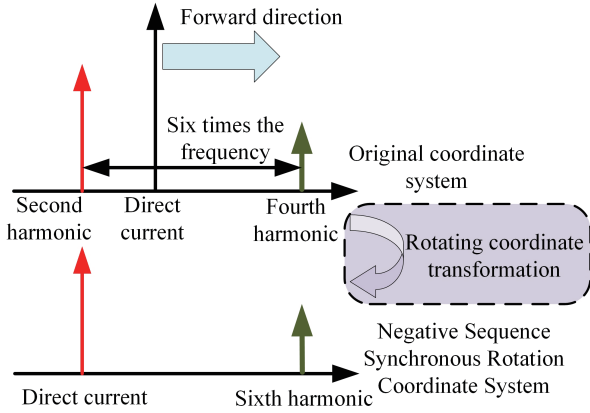 Forward direction
Six times the
frequency
Original coordinate
system
Second
harmonic
Direct
current
Fourth
harmonic
Rotating coordinate
transformation
Negative Sequence
Synchronous Rotation
Coordinate System
Direct current
Sixth harmonic